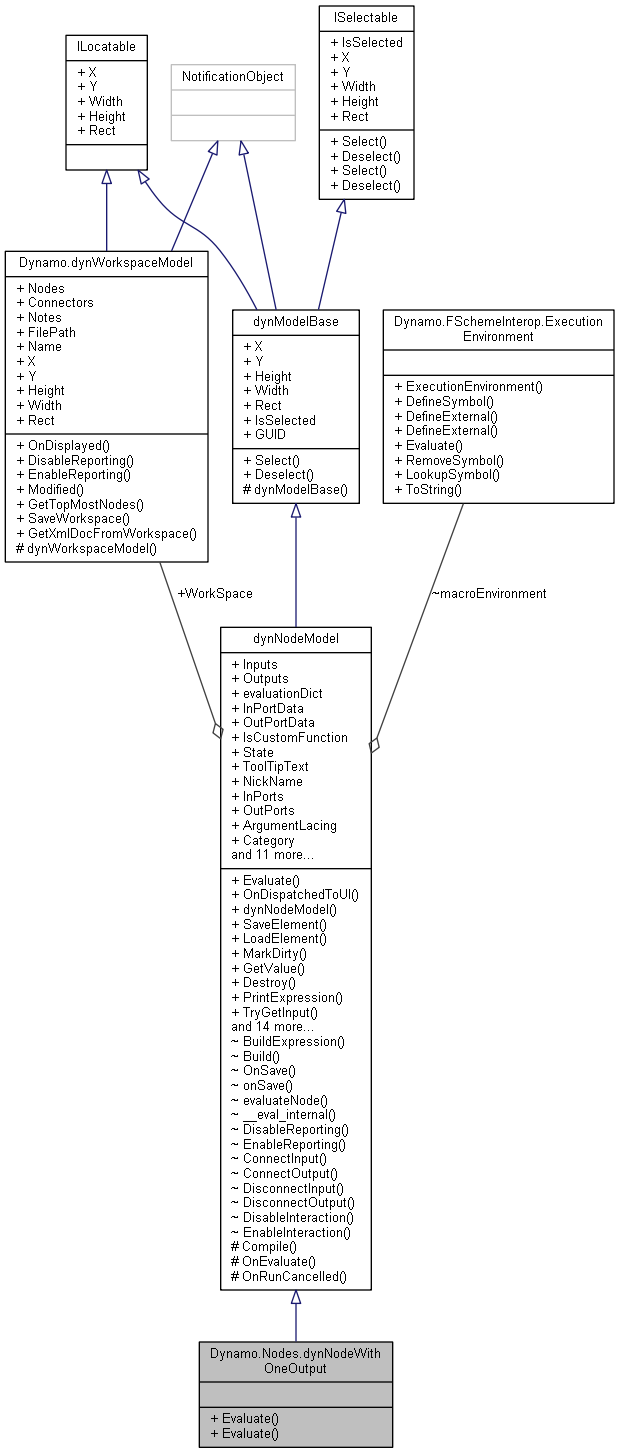 ISelectable
+ IsSelected
+ X
+ Y
+ Width
+ Height
+ Rect
+ Select()
+ Deselect()
+ Select()
+ Deselect()
ILocatable
+ X
+ Y
+ Width
+ Height
+ Rect
NotificationObject
Dynamo.dynWorkspaceModel
+ Nodes
+ Connectors
+ Notes
+ FilePath
+ Name
+ X
+ Y
+ Height
+ Width
+ Rect
+ OnDisplayed()
+ DisableReporting()
+ EnableReporting()
+ Modified()
+ GetTopMostNodes()
+ SaveWorkspace()
+ GetXmlDocFromWorkspace()
# dynWorkspaceModel()
dynModelBase
+ X
+ Y
+ Height
+ Width
+ Rect
+ IsSelected
+ GUID
+ Select()
+ Deselect()
# dynModelBase()
Dynamo.FSchemeInterop.Execution
Environment
+ ExecutionEnvironment()
+ DefineSymbol()
+ DefineExternal()
+ DefineExternal()
+ Evaluate()
+ RemoveSymbol()
+ LookupSymbol()
+ ToString()
+WorkSpace
~macroEnvironment
dynNodeModel
+ Inputs
+ Outputs
+ evaluationDict
+ InPortData
+ OutPortData
+ IsCustomFunction
+ State
+ ToolTipText
+ NickName
+ InPorts
+ OutPorts
+ ArgumentLacing
+ Category
and 11 more...
+ Evaluate()
+ OnDispatchedToUI()
+ dynNodeModel()
+ SaveElement()
+ LoadElement()
+ MarkDirty()
+ GetValue()
+ Destroy()
+ PrintExpression()
+ TryGetInput()
and 14 more...
~ BuildExpression()
~ Build()
~ OnSave()
~ onSave()
~ evaluateNode()
~ __eval_internal()
~ DisableReporting()
~ EnableReporting()
~ ConnectInput()
~ ConnectOutput()
~ DisconnectInput()
~ DisconnectOutput()
~ DisableInteraction()
~ EnableInteraction()
# Compile()
# OnEvaluate()
# OnRunCancelled()
Dynamo.Nodes.dynNodeWith
OneOutput
+ Evaluate()
+ Evaluate()